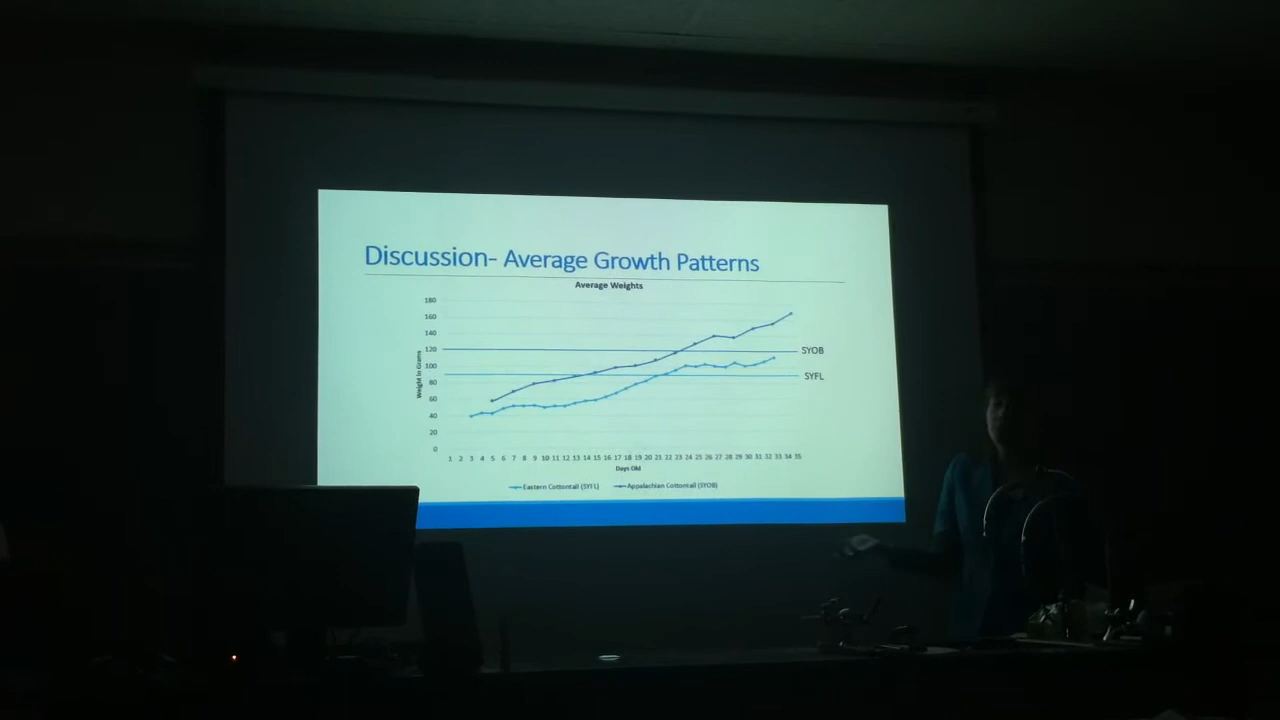 Discussion- Average Growth Patterns
Average Weights
180
160
140
120
100
80
60
40
20
0
Weight in Grams
SYOB
SYFL
1 2 3 4 5 6 7 8 9 10 11 12 13 14 15 16 17 18 19 20 21 22 23 24 25 26 27 28 29 30 31 32 33 34 35
Days Old
Eastern Cottontail (SYFL) Appalachian Cottontail (SYOB)